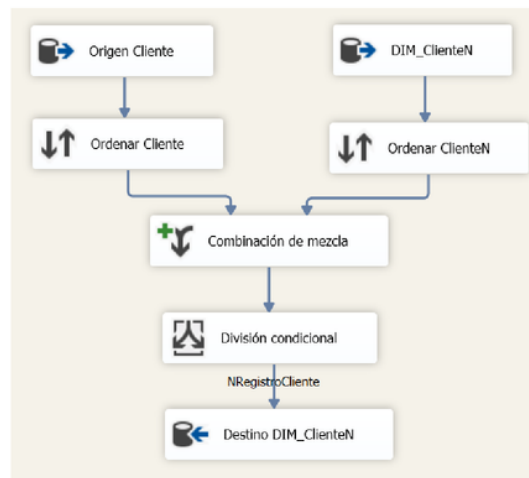 Origen Cliente
DIM_ClienteN
Ordenar Cliente
Ordenar ClienteN
Combinación de mezcla
División condicional
NRegistroCliente
Destino DIM_ClienteN